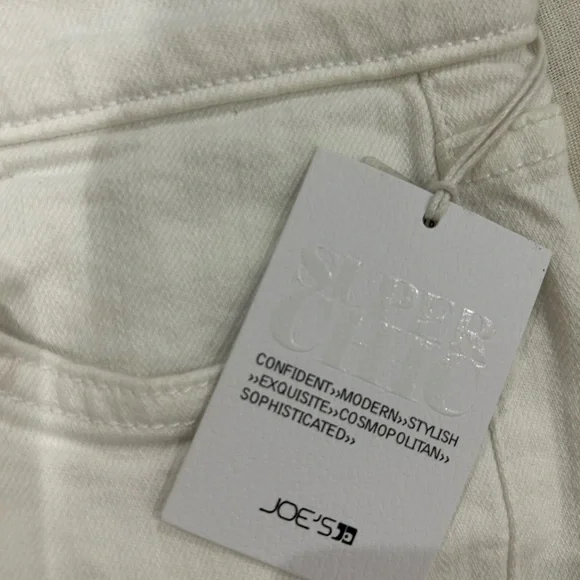 SUPER
CHIC
CONFIDENT››MODERN››STYLISH
››EXQUISITE››COSMOPOLITAN››
SOPHISTICATED››
JOE'S